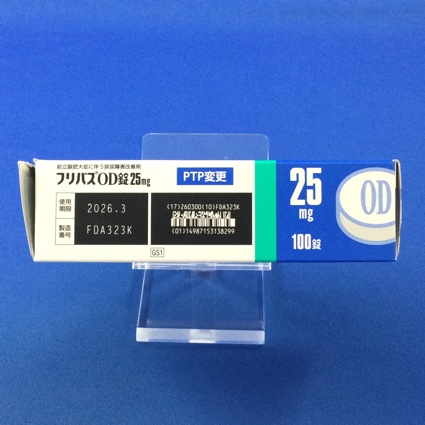 前立腺肥大症に伴う排尿障害改善剤
フリバスOD錠25mg
PTP変更
使用
期限
2026.3
製造
番号
FDA323K
(17)260300(10)FDA323K
(01)14987153138299
GS1
25
mg
100錠
OD